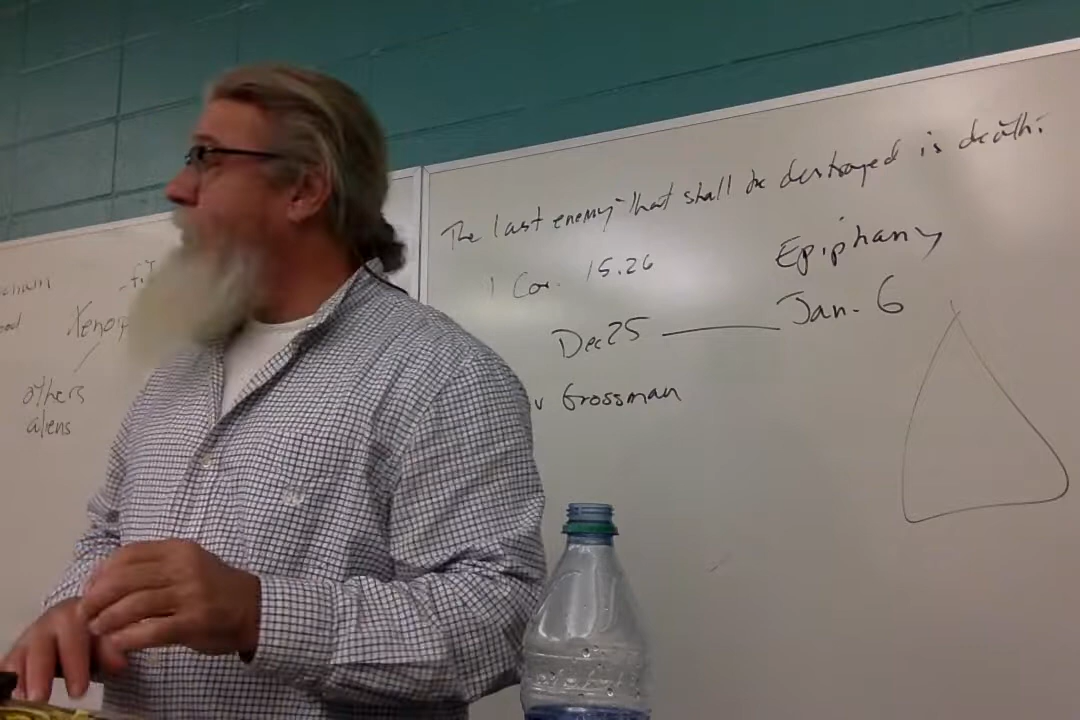 The last enemy that shall be destroyed is death.
1 Cor. 15.26
Epiphany
Dec 25 — Jan. 6
v Grossman
others
aliens